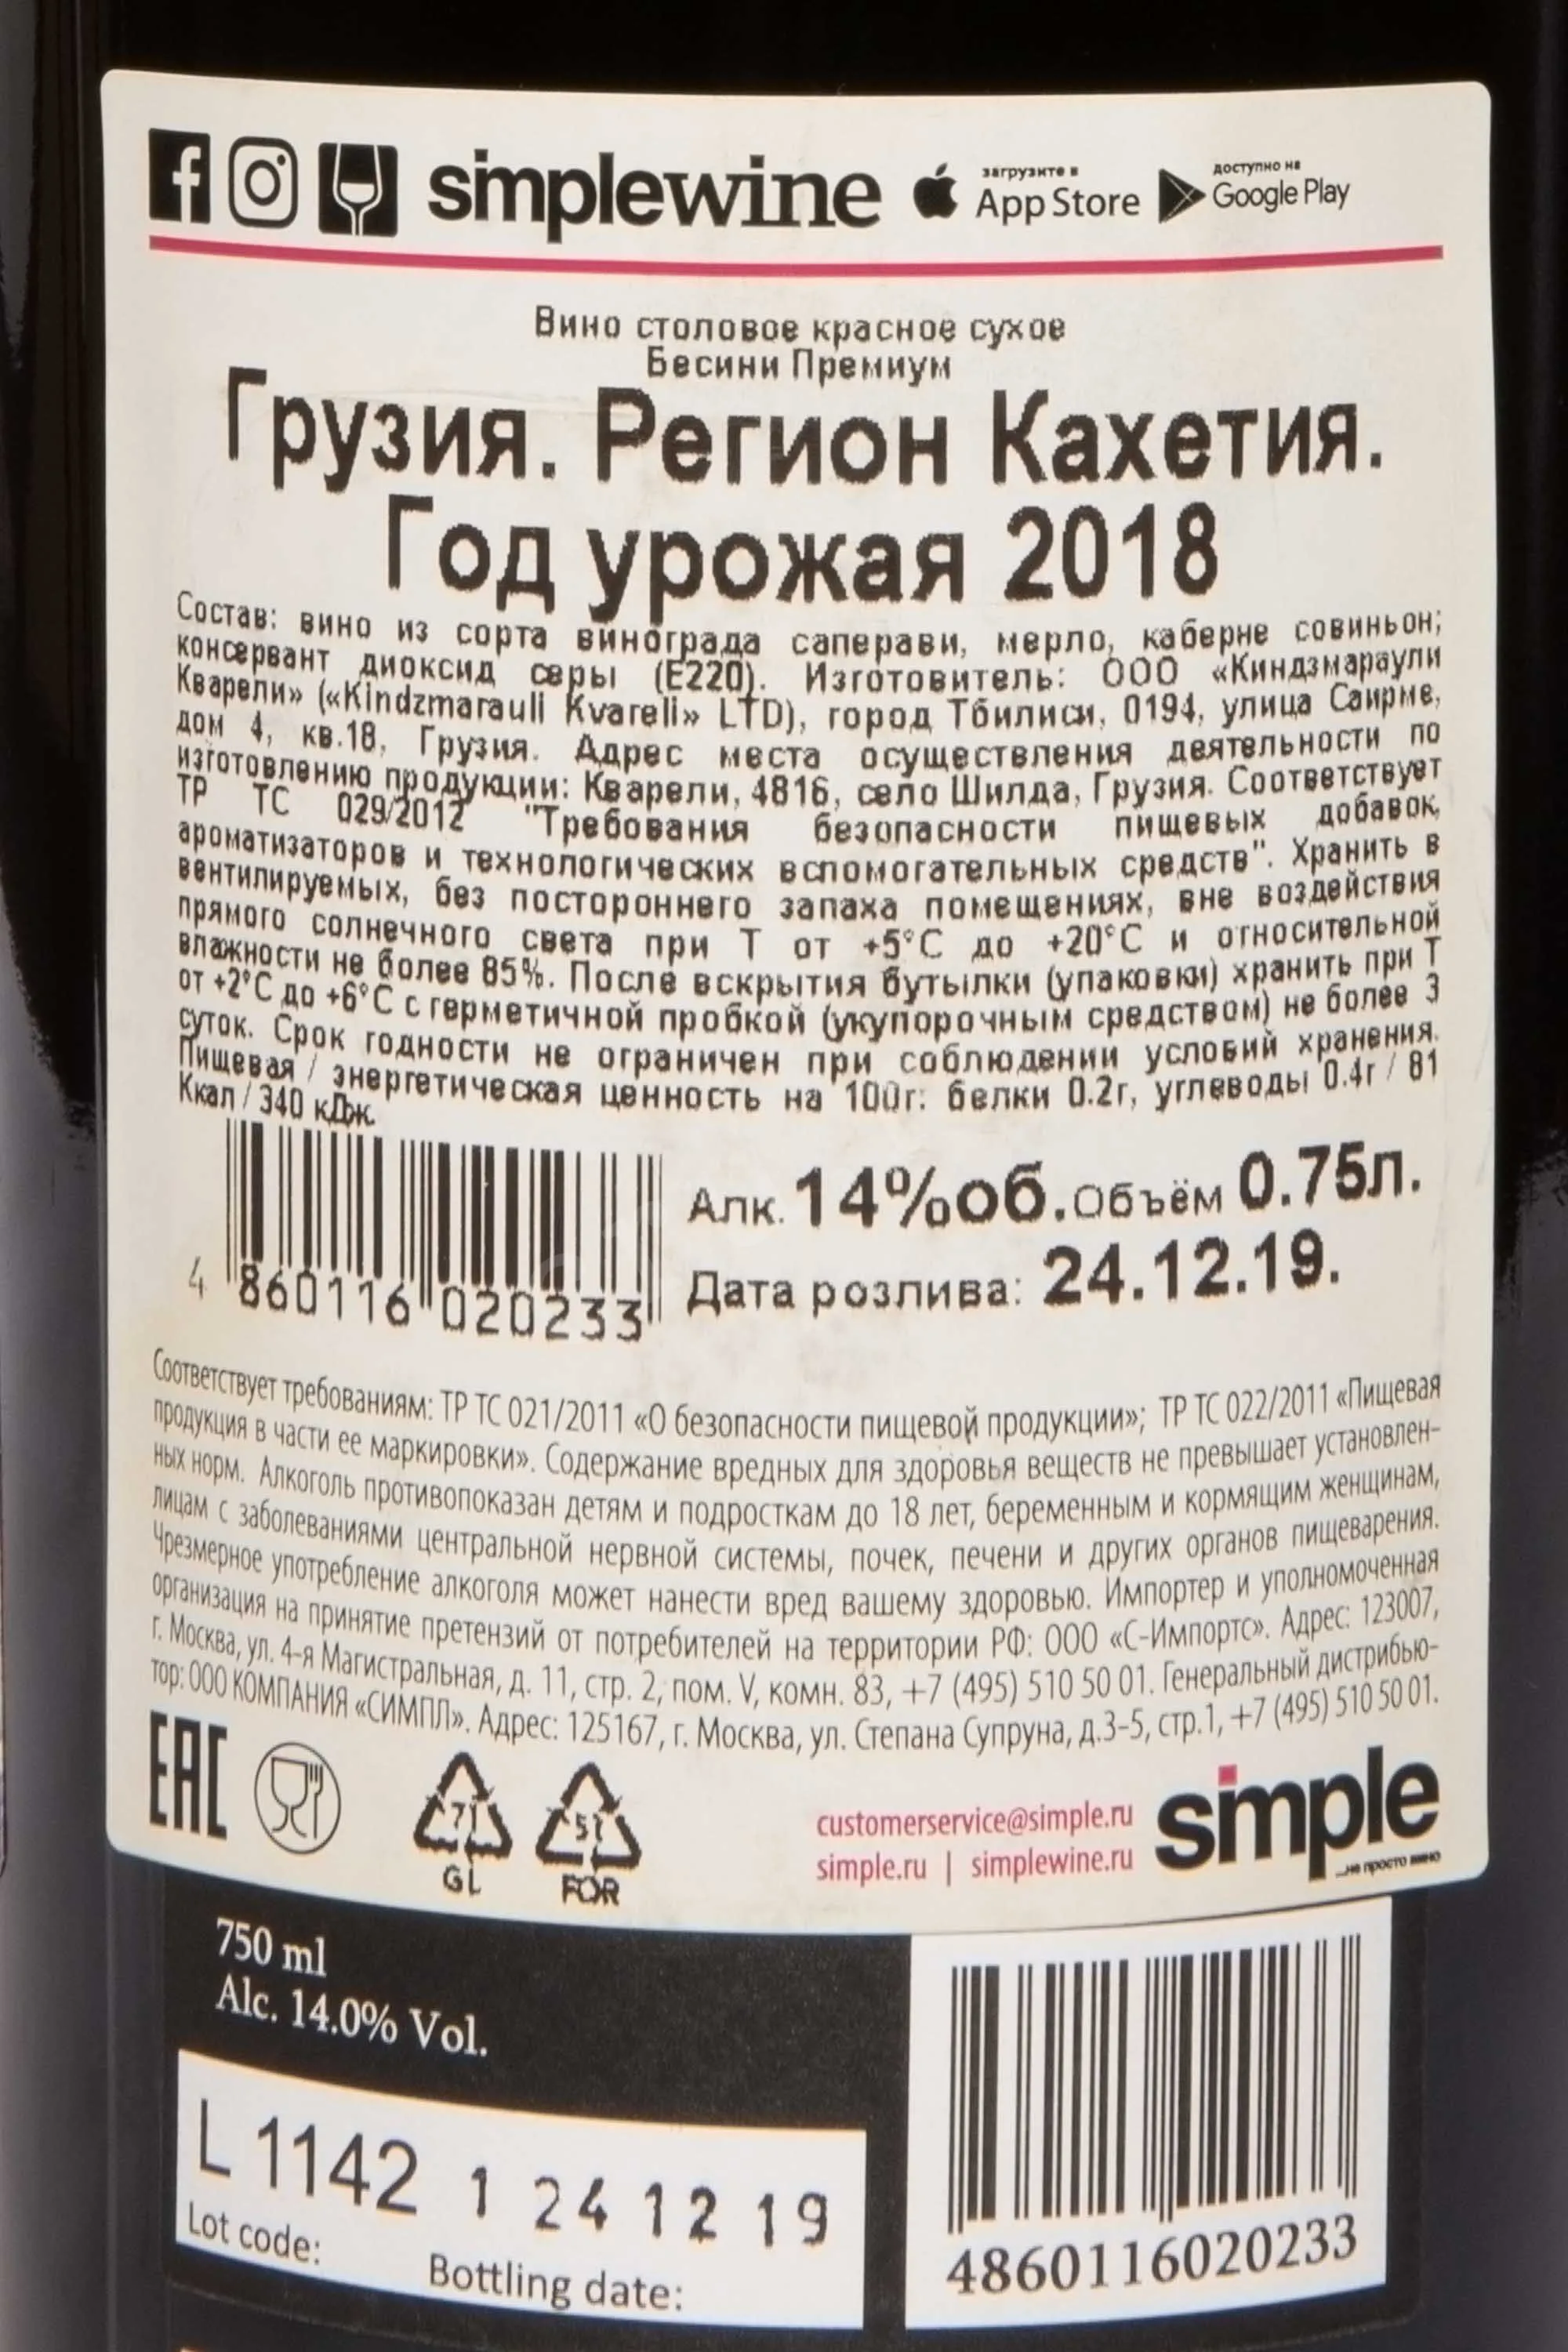 simplewine
загрузите в
App Store
доступно на
Google Play
Вино столовое красное сухое
Бесини Премиум
Грузия. Регион Кахетия.
Год урожая 2018
Состав: вино из сорта винограда саперави, мерло, каберне совиньон;
консервант диоксид серы (E220). Изготовитель: ООО «Киндзмараули
Кварели» («Kindzmarauli Kvareli» LTD), город Тбилиси, 0194, улица Саирме,
дом 4, кв.18, Грузия. Адрес места осуществления деятельности по
изготовлению продукции: Кварели, 4816, село Шилда, Грузия. Соответствует
ТР ТС 029/2012 "Требования безопасности пищевых добавок,
ароматизаторов и технологических вспомогательных средств". Хранить в
вентилируемых, без постороннего запаха помещениях, вне воздействия
прямого солнечного света при Т от +5°С до +20°С и относительной
влажности не более 85%. После вскрытия бутылки (упаковки) хранить при Т
от +2°С до +6°С с герметичной пробкой (укупорочным средством) не более 3
суток. Срок годности не ограничен при соблюдении условий хранения.
Пищевая / энергетическая ценность на 100г: белки 0.2г, углеводы 0.4г / 81
Ккал / 340 кДж.
Алк. 14%об. Объём 0.75л.
Дата розлива: 24.12.19.
4 860116 020233
Соответствует требованиям: ТР ТС 021/2011 «О безопасности пищевой продукции»; ТР ТС 022/2011 «Пищевая
продукция в части ее маркировки». Содержание вредных для здоровья веществ не превышает установлен-
ных норм. Алкоголь противопоказан детям и подросткам до 18 лет, беременным и кормящим женщинам,
лицам с заболеваниями центральной нервной системы, почек, печени и других органов пищеварения.
Чрезмерное употребление алкоголя может нанести вред вашему здоровью. Импортер и уполномоченная
организация на принятие претензий от потребителей на территории РФ: ООО «С-Импортс». Адрес: 123007,
г. Москва, ул. 4-я Магистральная, д. 11, стр. 2, пом. V, комн. 83, +7 (495) 510 50 01. Генеральный дистрибью-
тор: ООО КОМПАНИЯ «СИМПЛ». Адрес: 125167, г. Москва, ул. Степана Супруна, д.3-5, стр.1, +7 (495) 510 50 01.
EAC
71
GL
51
FOR
customerservice@simple.ru
simple.ru | simplewine.ru
simple
...не просто вино
750 ml
Alc. 14.0% Vol.
L 1142 1 24 12 19
Lot code:
Bottling date:
4860116020233